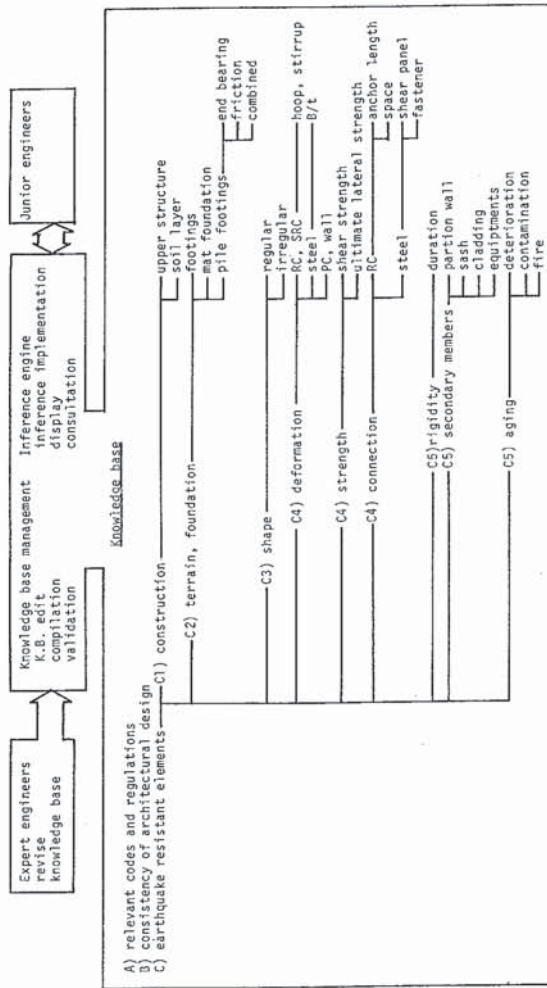 Expert engineers
revise
knowledge base
Knowledge base management
K.B. edit
compilation
validation
Inference engine
inference implementation
display
consultation
Junior engineers
Knowledge base
A) relevant codes and regulations
B) consistency of architectural design
C) earthquake resistant elements
C1) construction
upper structure
soil layer
C2) terrain, foundation
footings
mat foundation
pile footings
end bearing
friction
combined
C3) shape
regular
irregular
C4) deformation
RC, SRC
hoop, stirrup
steel
B/t
PC, wall
C4) strength
shear strength
ultimate lateral strength
C4) connection
RC
anchor length
space
steel
shear panel
fastener
C5)rigidity
duration
C5) secondary members
partion wall
sash
cladding
equiptments
C5) aging
deterioration
contamination
fire